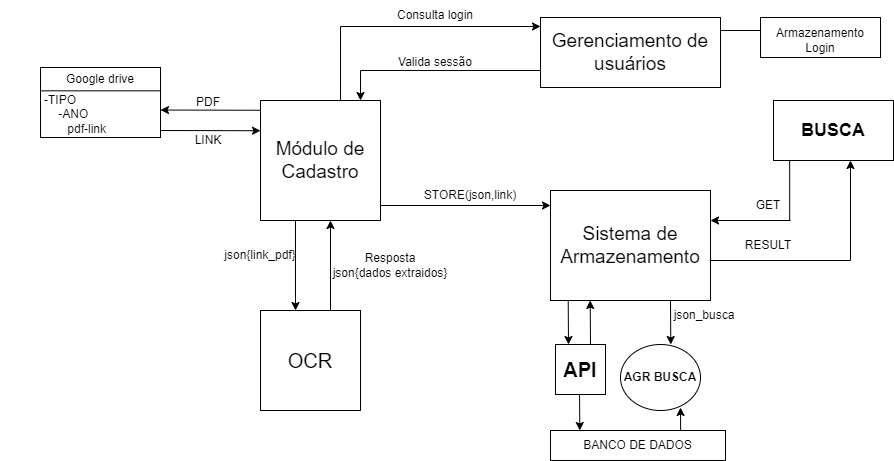 Consulta login
Gerenciamento de
usuários
Armazenamento
Login
Valida sessão
Google drive
-TIPO
-ANO
pdf-link
PDF
LINK
Módulo de
Cadastro
BUSCA
STORE(json,link)
GET
Sistema de
Armazenamento
RESULT
json{link_pdf}
Resposta
json{dados extraidos}
json_busca
OCR
API
AGR BUSCA
BANCO DE DADOS